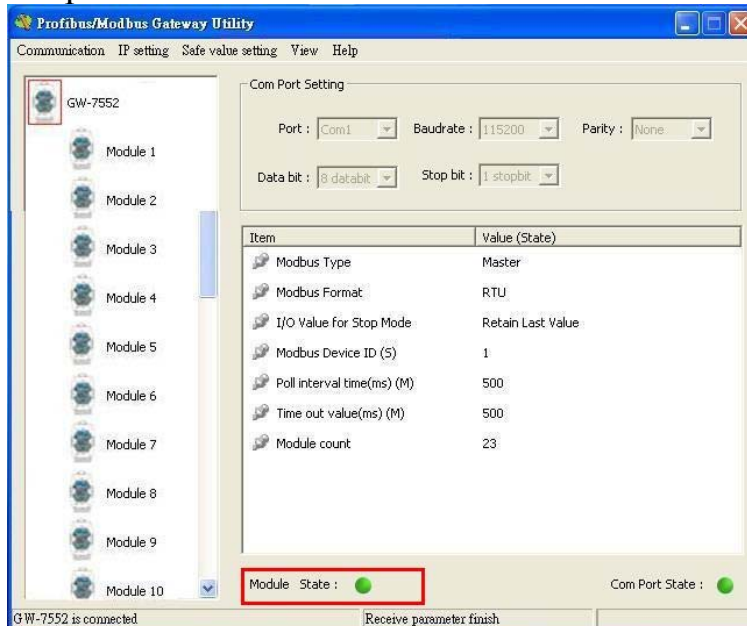 Profibus/Modbus Gateway Utility
Communication IP setting Safe value setting View Help
GW-7552
Module 1
Module 2
Module 3
Module 4
Module 5
Module 6
Module 7
Module 8
Module 9
Module 10
Com Port Setting
Port : Com1 Baudrate : 115200 Parity : None
Data bit : 8 databit Stop bit : 1 stopbit
Item Value (State)
Modbus Type Master
Modbus Format RTU
I/O Value for Stop Mode Retain Last Value
Modbus Device ID (S) 1
Poll interval time(ms) (M) 500
Time out value(ms) (M) 500
Module count 23
Module State : Com Port State :
GW-7552 is connected Receive parameter finish